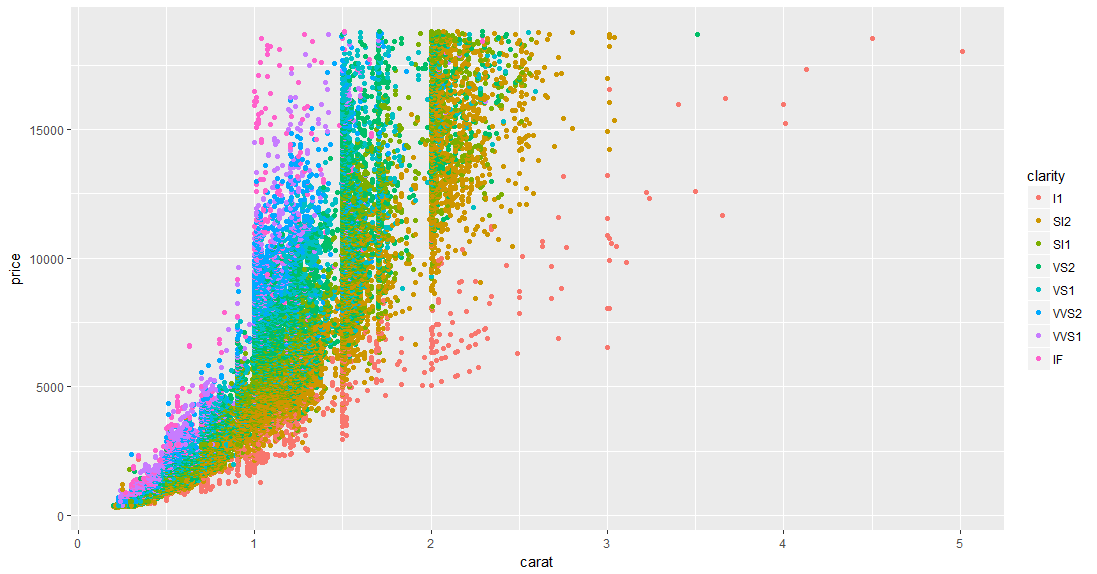 price
15000
10000
5000
0
0 1 2 3 4 5
carat
clarity
I1
SI2
SI1
VS2
VS1
VVS2
VVS1
IF